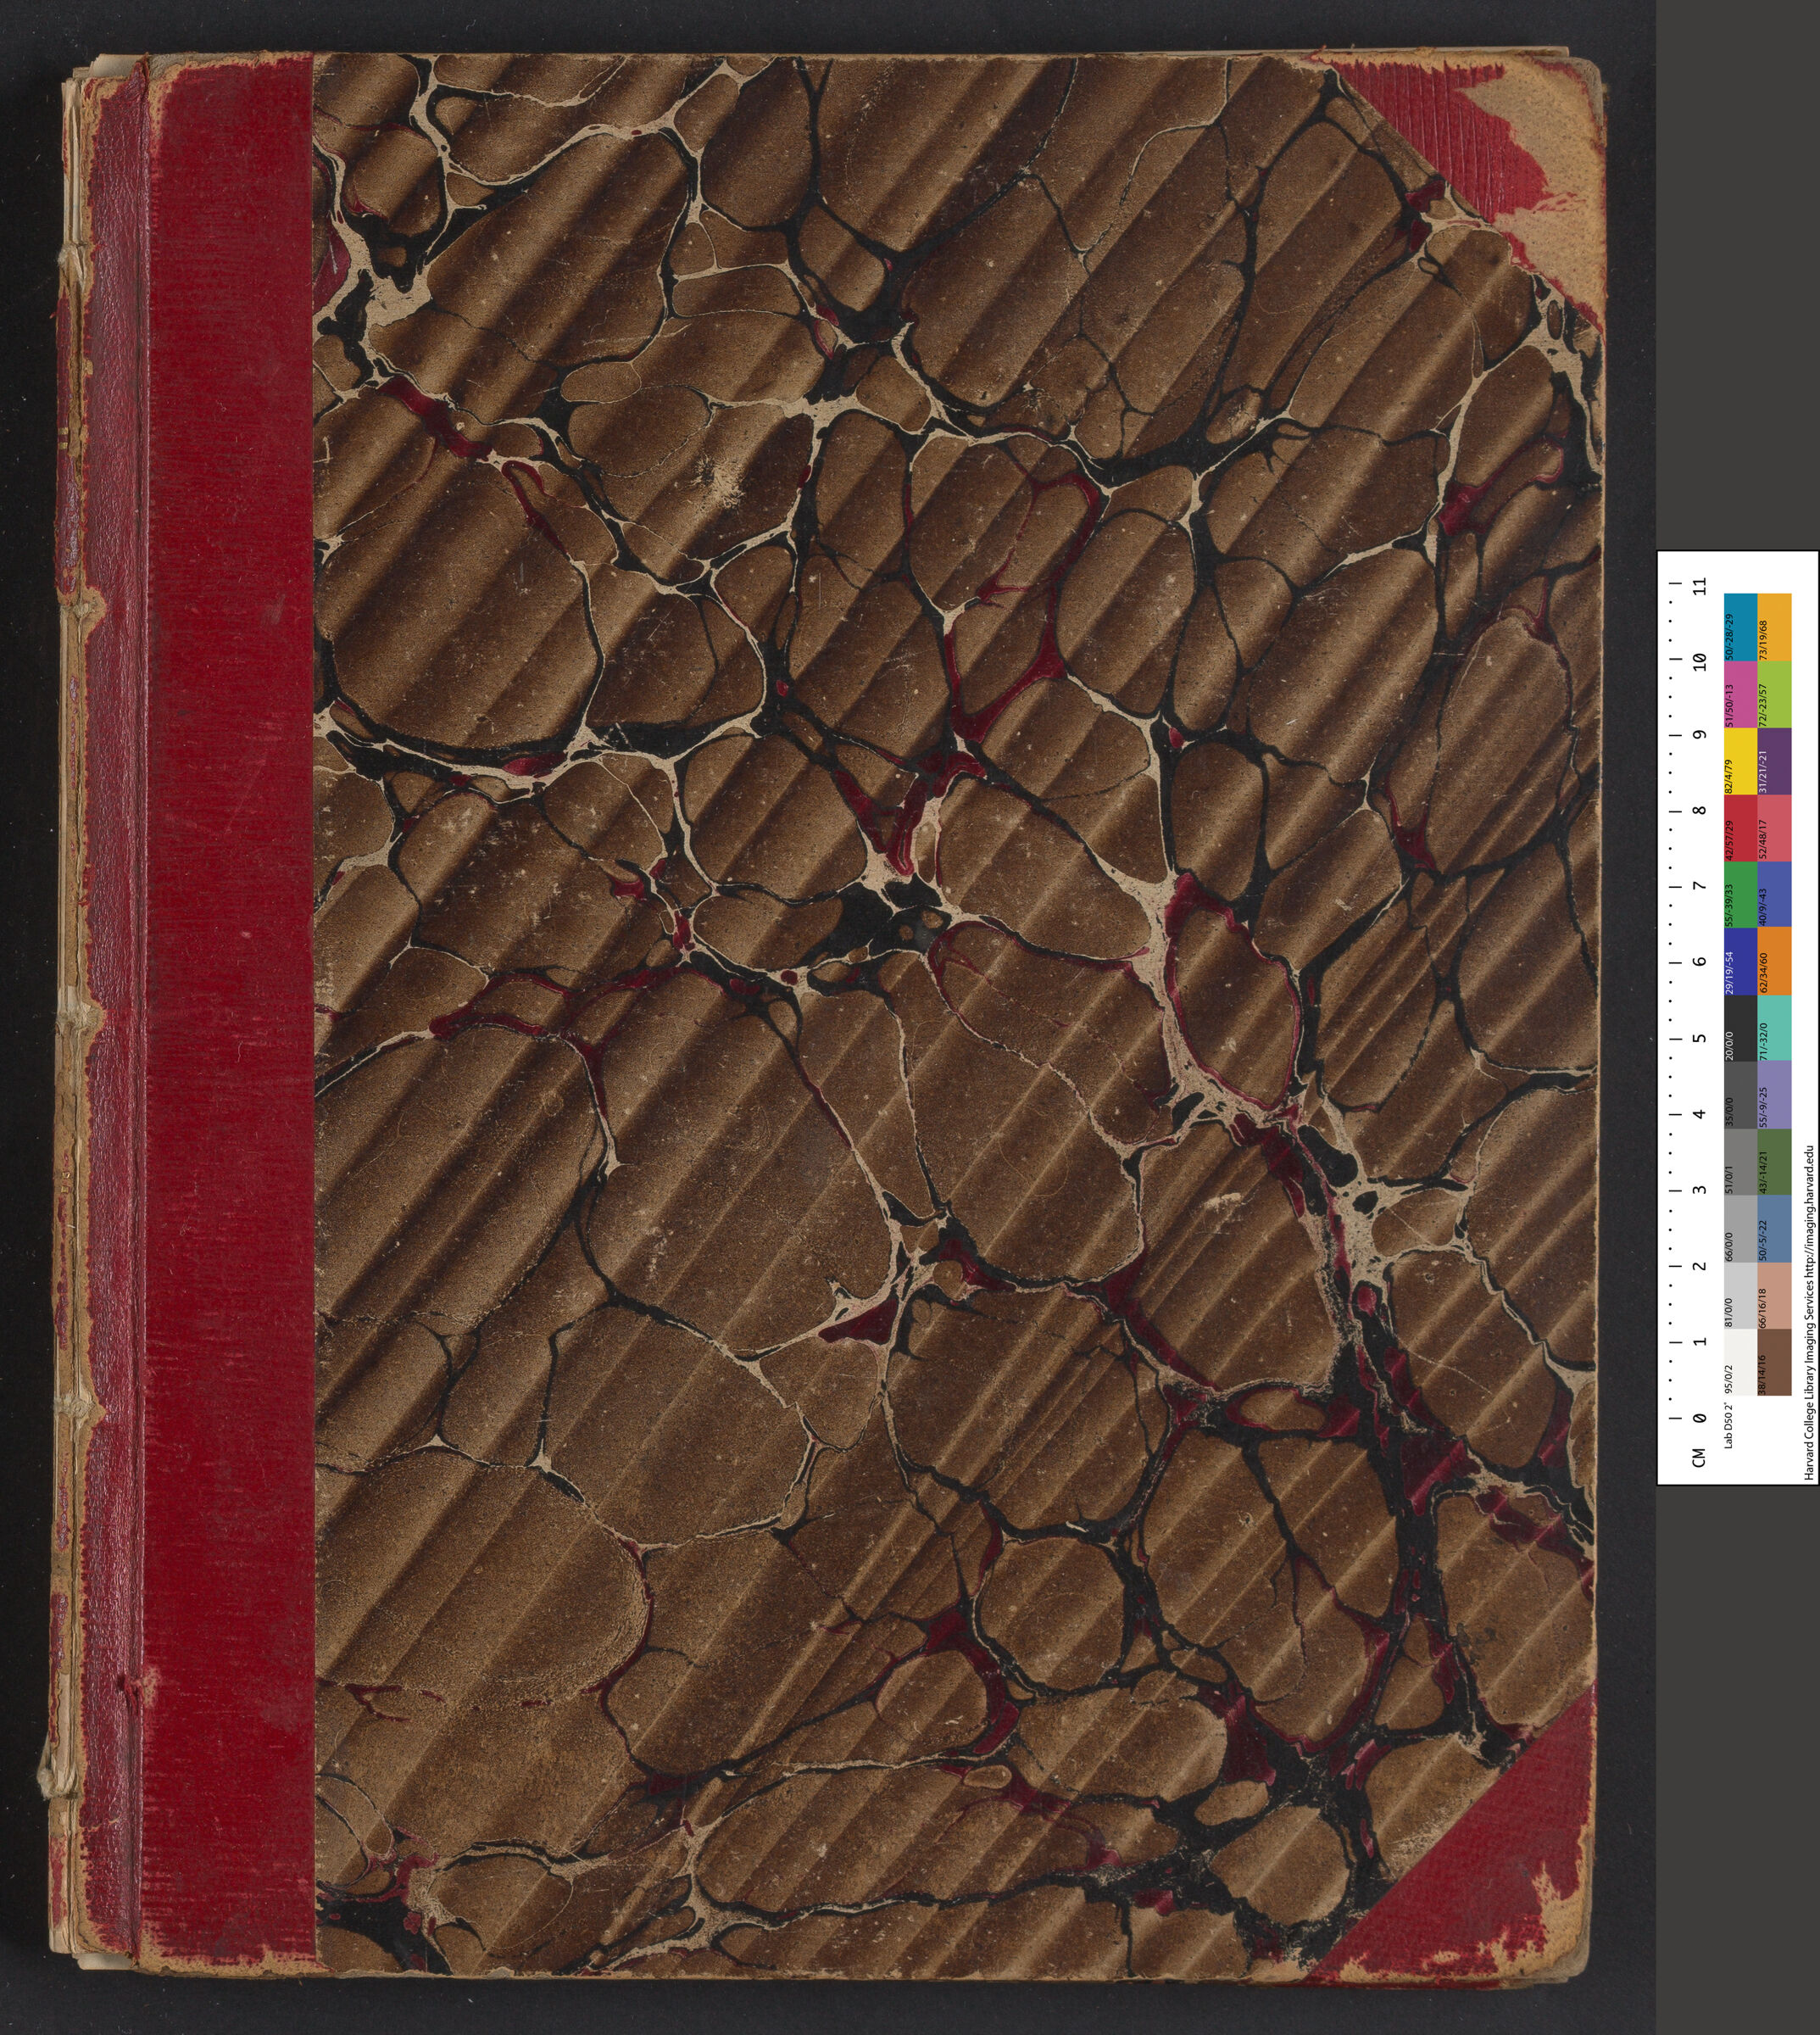 CM 0 1 2 3 4 5 6 7 8 9 10 11
Lab D50 2˚
95/0/2 81/0/0 66/0/0 51/0/1 35/0/0 20/0/0 29/19/-54 55/-39/33 42/57/29 82/4/79 51/50/-13 50/-28/-29
38/14/16 66/16/18 50/-5/-22 43/-14/21 55/-9/-25 71/-32/0 62/34/60 40/9/-43 52/48/17 31/21/-21 72/-23/57 73/19/68
Harvard College Library Imaging Services http://imaging.harvard.edu